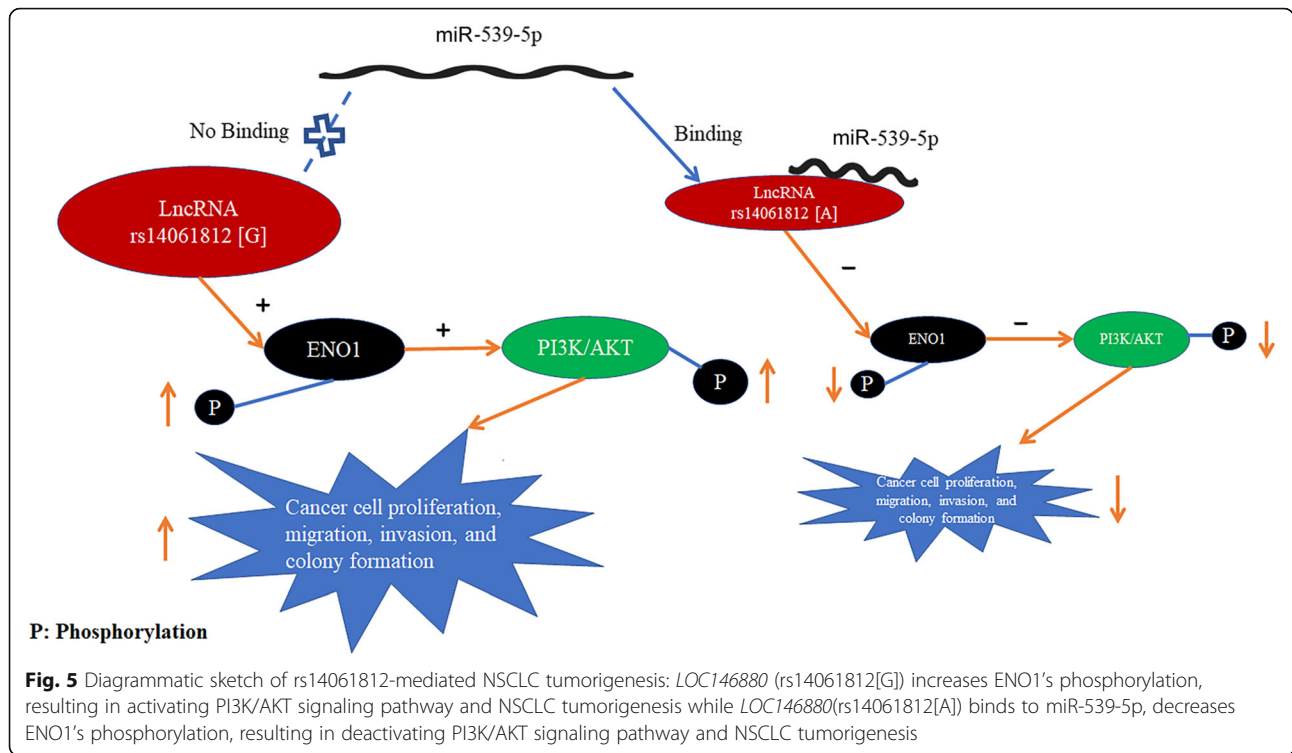 miR-539-5p
No Binding
Binding
miR-539-5p
LncRNA
rs14061812 [G]
LncRNA
rs14061812 [A]
+
−
ENO1
+
PI3K/AKT
ENO1
−
PI3K/AKT
P
P
P
P
P
Cancer cell proliferation,
migration, invasion, and
colony formation
Cancer cell proliferation,
migration, invasion, and
colony formation
P: Phosphorylation
Fig. 5 Diagrammatic sketch of rs14061812-mediated NSCLC tumorigenesis: LOC146880 (rs14061812[G]) increases ENO1's phosphorylation,
resulting in activating PI3K/AKT signaling pathway and NSCLC tumorigenesis while LOC146880(rs14061812[A]) binds to miR-539-5p, decreases
ENO1's phosphorylation, resulting in deactivating PI3K/AKT signaling pathway and NSCLC tumorigenesis